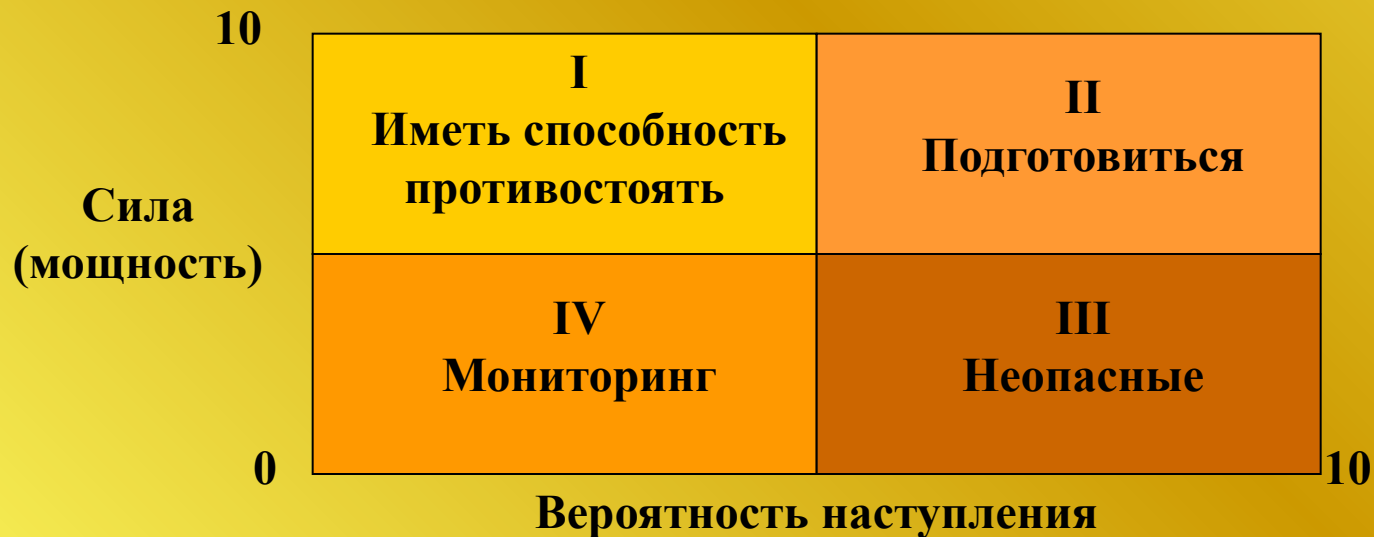 10
I
Иметь способность
противостоять
II
Подготовиться
Сила
(мощность)
IV
Мониторинг
III
Неопасные
0
10
Вероятность наступления